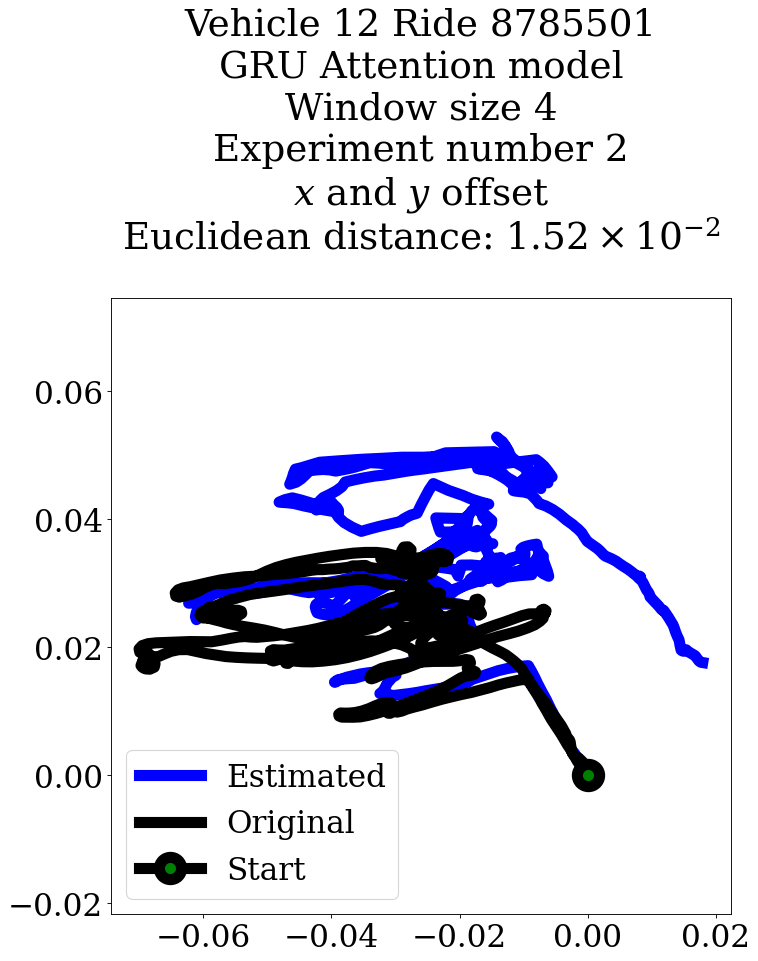 Vehicle 12 Ride 8785501
GRU Attention model
Window size 4
Experiment number 2
x and y offset
Euclidean distance: 1.52 × 10⁻²
0.06
0.04
0.02
0.00
−0.02
Estimated
Original
Start
−0.06 −0.04 −0.02 0.00 0.02